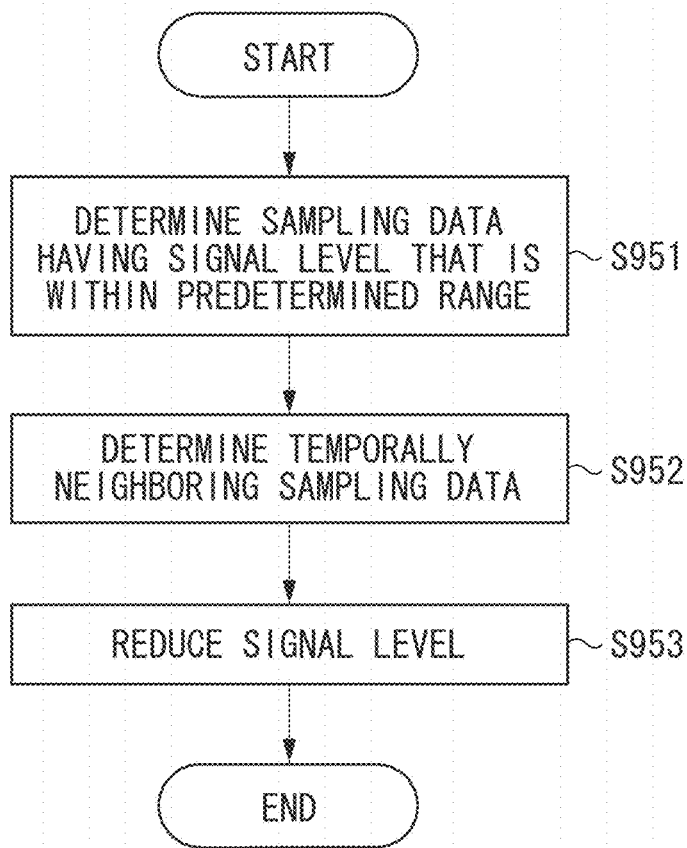 START
DETERMINE SAMPLING DATA
HAVING SIGNAL LEVEL THAT IS
WITHIN PREDETERMINED RANGE
S951
DETERMINE TEMPORALLY
NEIGHBORING SAMPLING DATA
S952
REDUCE SIGNAL LEVEL
S953
END